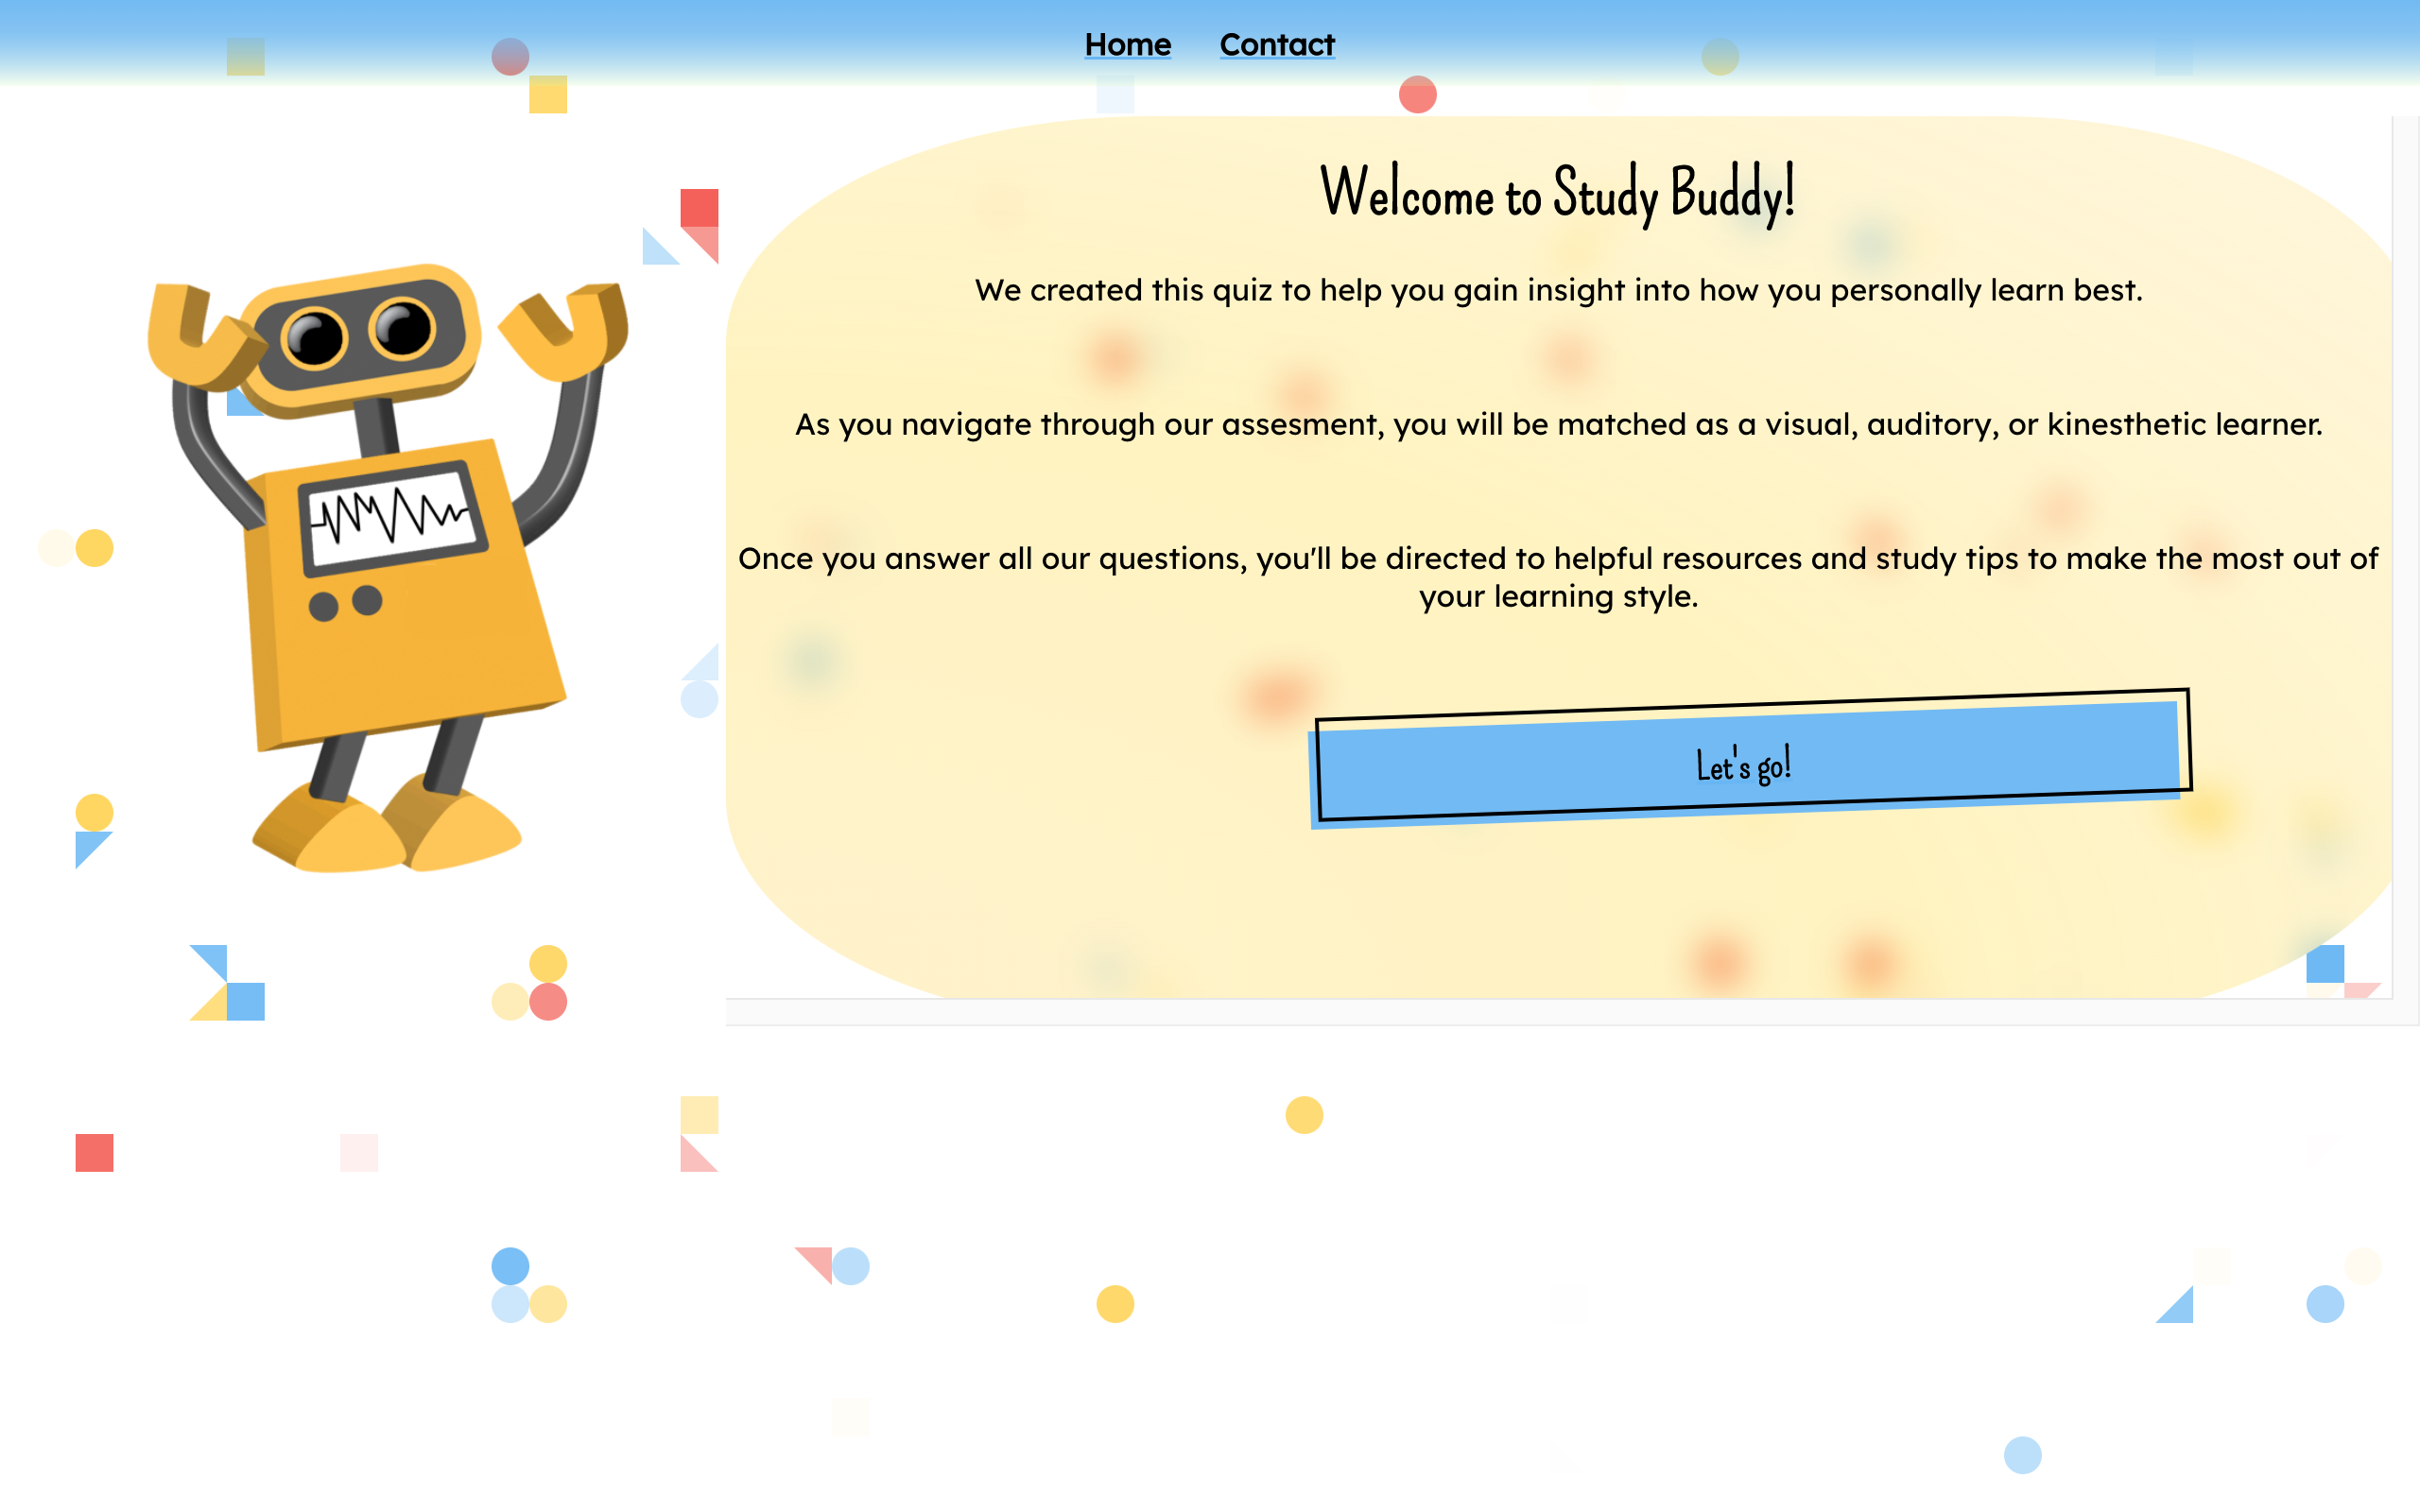 Home Contact
Welcome to Study Buddy!
We created this quiz to help you gain insight into how you personally learn best.
As you navigate through our assesment, you will be matched as a visual, auditory, or kinesthetic learner.
Once you answer all our questions, you'll be directed to helpful resources and study tips to make the most out of
your learning style.
Let's go!